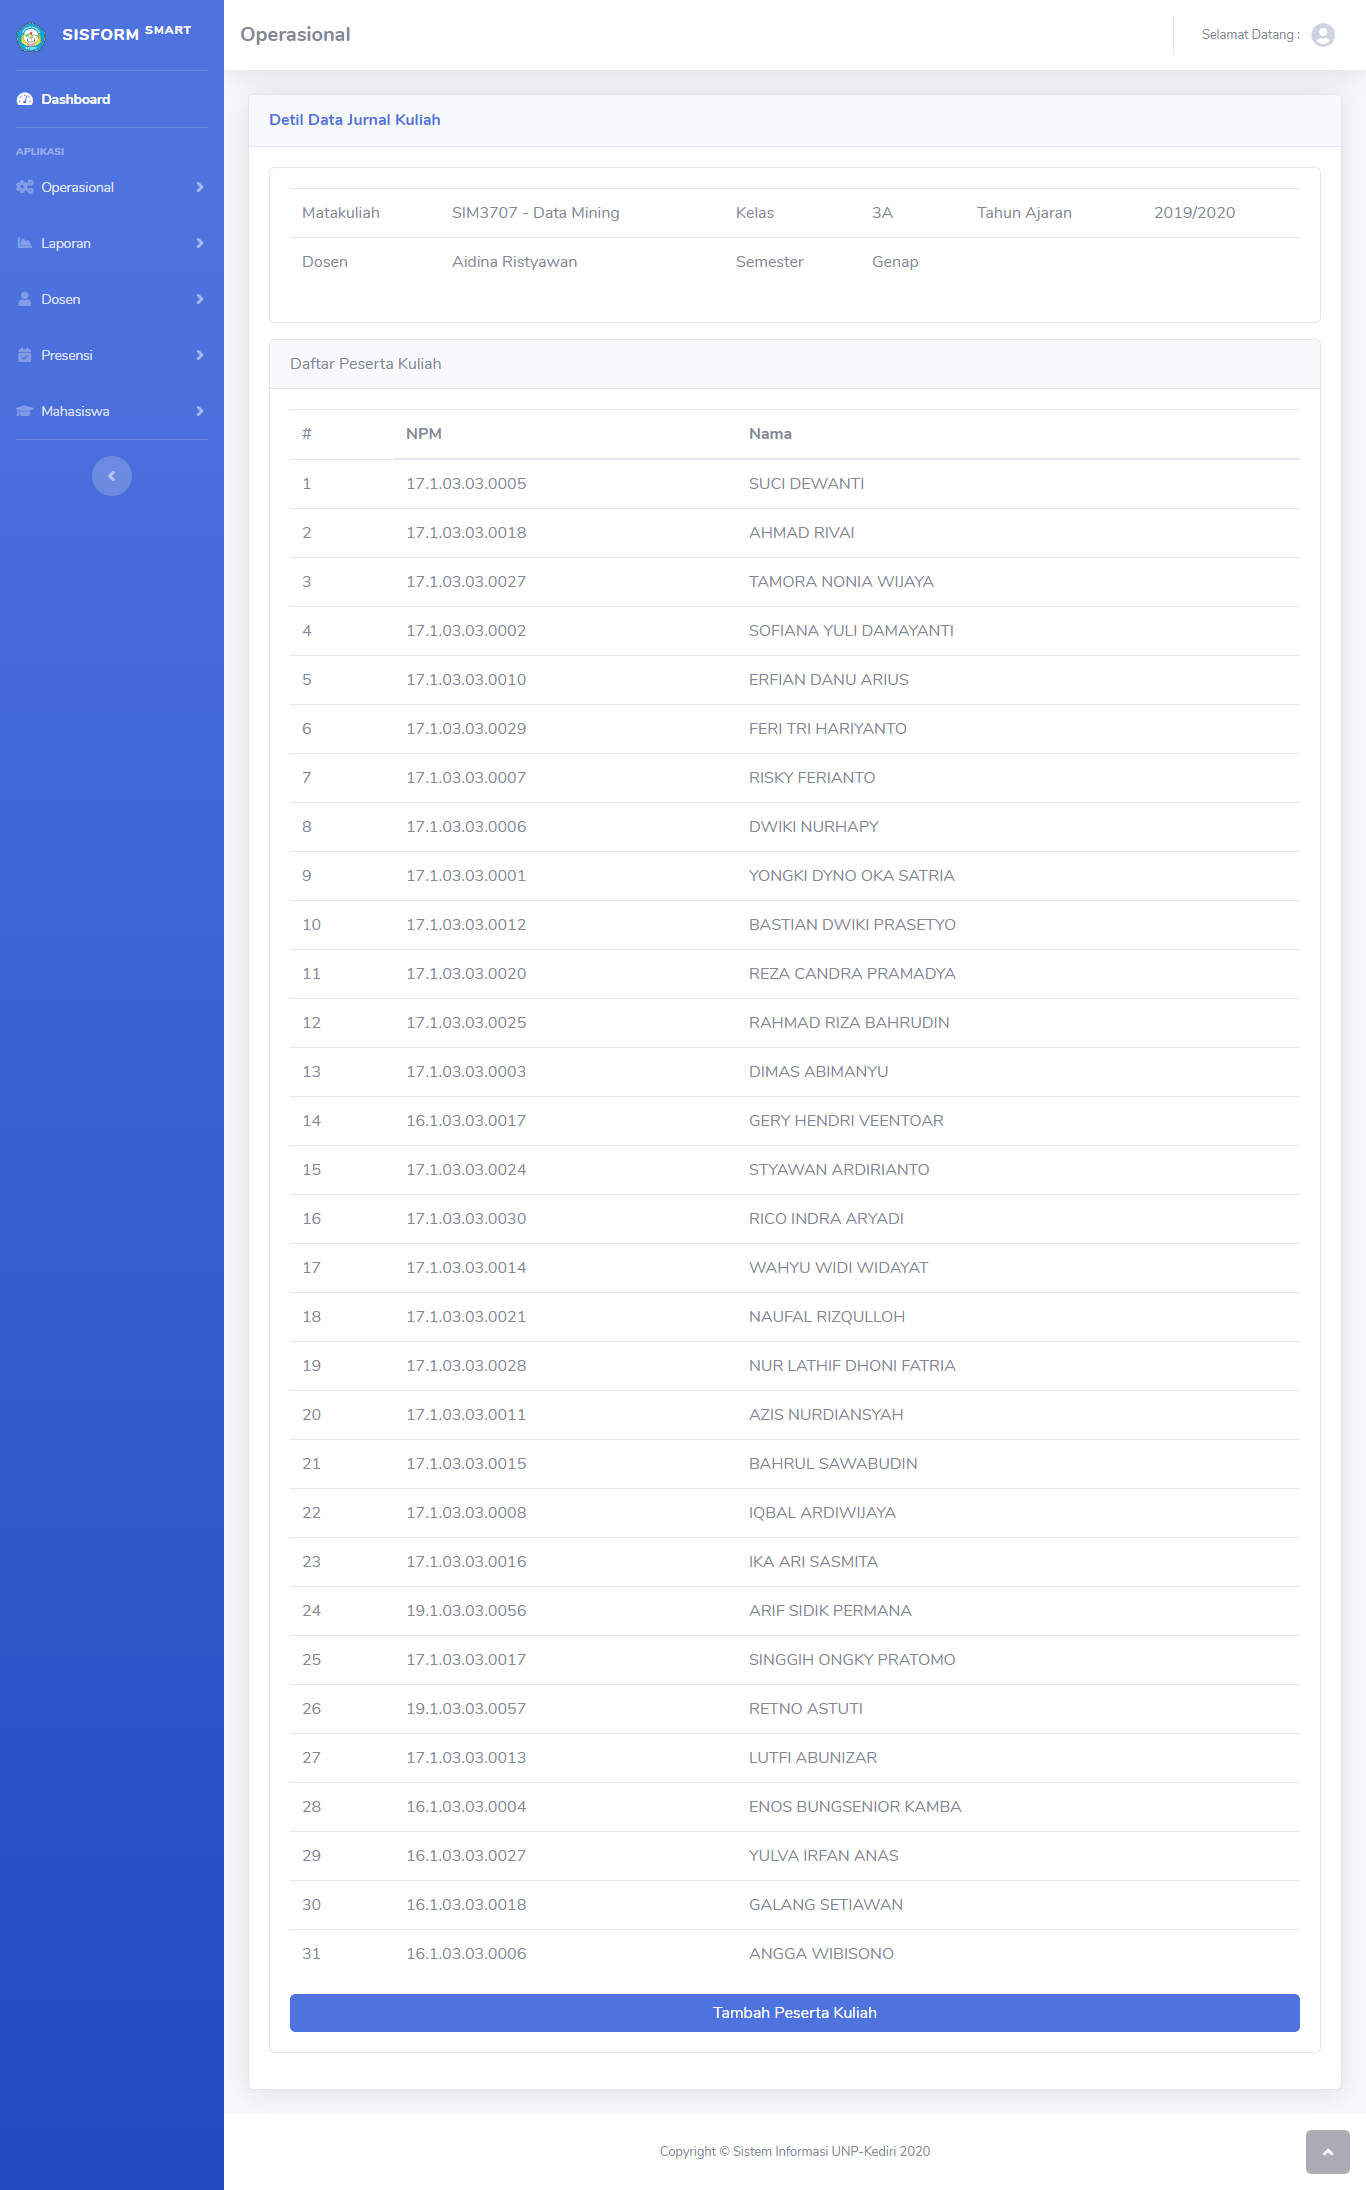 SISFORM SMART
Operasional
Selamat Datang :
Dashboard
APLIKASI
Operasional
Laporan
Dosen
Presensi
Mahasiswa
Detil Data Jurnal Kuliah
Matakuliah SIM3707 - Data Mining Kelas 3A Tahun Ajaran 2019/2020
Dosen Aidina Ristyawan Semester Genap
Daftar Peserta Kuliah
# NPM Nama
1 17.1.03.03.0005 SUCI DEWANTI
2 17.1.03.03.0018 AHMAD RIVAI
3 17.1.03.03.0027 TAMORA NONIA WIJAYA
4 17.1.03.03.0002 SOFIANA YULI DAMAYANTI
5 17.1.03.03.0010 ERFIAN DANU ARIUS
6 17.1.03.03.0029 FERI TRI HARIYANTO
7 17.1.03.03.0007 RISKY FERIANTO
8 17.1.03.03.0006 DWIKI NURHAPY
9 17.1.03.03.0001 YONGKI DYNO OKA SATRIA
10 17.1.03.03.0012 BASTIAN DWIKI PRASETYO
11 17.1.03.03.0020 REZA CANDRA PRAMADYA
12 17.1.03.03.0025 RAHMAD RIZA BAHRUDIN
13 17.1.03.03.0003 DIMAS ABIMANYU
14 16.1.03.03.0017 GERY HENDRI VEENTOAR
15 17.1.03.03.0024 STYAWAN ARDIRIANTO
16 17.1.03.03.0030 RICO INDRA ARYADI
17 17.1.03.03.0014 WAHYU WIDI WIDAYAT
18 17.1.03.03.0021 NAUFAL RIZQULLOH
19 17.1.03.03.0028 NUR LATHIF DHONI FATRIA
20 17.1.03.03.0011 AZIS NURDIANSYAH
21 17.1.03.03.0015 BAHRUL SAWABUDIN
22 17.1.03.03.0008 IQBAL ARDIWIJAYA
23 17.1.03.03.0016 IKA ARI SASMITA
24 19.1.03.03.0056 ARIF SIDIK PERMANA
25 17.1.03.03.0017 SINGGIH ONGKY PRATOMO
26 19.1.03.03.0057 RETNO ASTUTI
27 17.1.03.03.0013 LUTFI ABUNIZAR
28 16.1.03.03.0004 ENOS BUNGSENIOR KAMBA
29 16.1.03.03.0027 YULVA IRFAN ANAS
30 16.1.03.03.0018 GALANG SETIAWAN
31 16.1.03.03.0006 ANGGA WIBISONO
Tambah Peserta Kuliah
Copyright © Sistem Informasi UNP-Kediri 2020